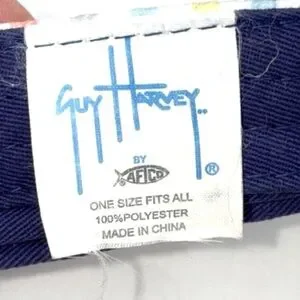 GUY HARVEY..
BY
AFTCO
®
ONE SIZE FITS ALL
100%POLYESTER
MADE IN CHINA